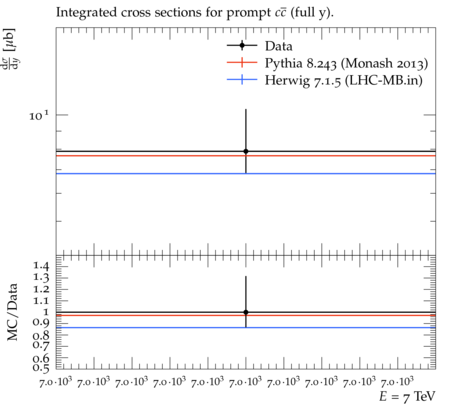 Integrated cross sections for prompt cc̄ (full y).
dσ/dy [μb]
Data
Pythia 8.243 (Monash 2013)
Herwig 7.1.5 (LHC-MB.in)
10¹
MC/Data
1.4
1.3
1.2
1.1
1
0.9
0.8
0.7
0.6
0.5
7.0·10³ 7.0·10³ 7.0·10³ 7.0·10³ 7.0·10³ 7.0·10³ 7.0·10³ 7.0·10³ 7.0·10³ 7.0·10³
E = 7 TeV